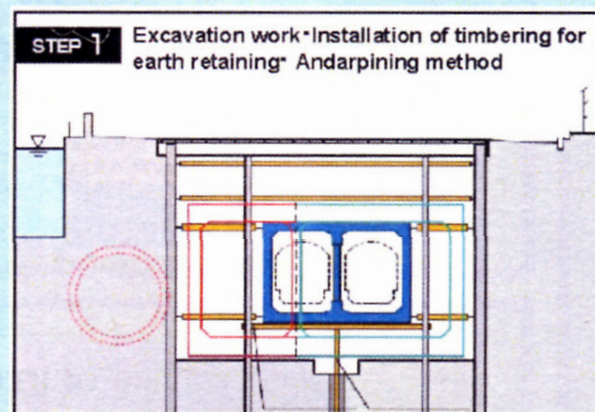 STEP 1
Excavation work･Installation of timbering for
earth retaining･ Andarpining method